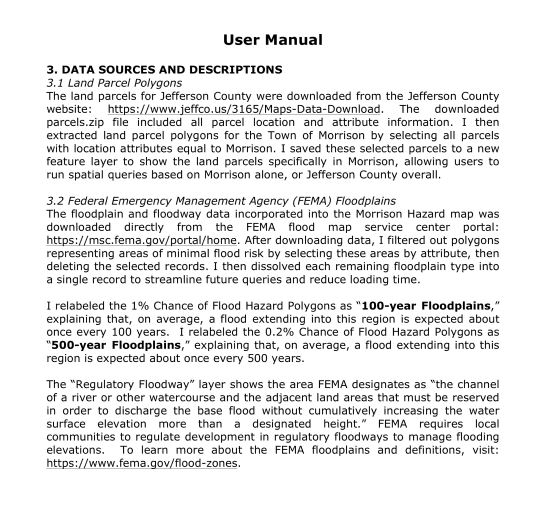 User Manual
3. DATA SOURCES AND DESCRIPTIONS
3.1 Land Parcel Polygons
The land parcels for Jefferson County were downloaded from the Jefferson County
website: https://www.jeffco.us/3165/Maps-Data-Download. The downloaded
parcels.zip file included all parcel location and attribute information. I then
extracted land parcel polygons for the Town of Morrison by selecting all parcels
with location attributes equal to Morrison. I saved these selected parcels to a new
feature layer to show the land parcels specifically in Morrison, allowing users to
run spatial queries based on Morrison alone, or Jefferson County overall.
3.2 Federal Emergency Management Agency (FEMA) Floodplains
The floodplain and floodway data incorporated into the Morrison Hazard map was
downloaded directly from the FEMA flood map service center portal:
https://msc.fema.gov/portal/home. After downloading data, I filtered out polygons
representing areas of minimal flood risk by selecting these areas by attribute, then
deleting the selected records. I then dissolved each remaining floodplain type into
a single record to streamline future queries and reduce loading time.
I relabeled the 1% Chance of Flood Hazard Polygons as “100-year Floodplains,”
explaining that, on average, a flood extending into this region is expected about
once every 100 years. I relabeled the 0.2% Chance of Flood Hazard Polygons as
“500-year Floodplains,” explaining that, on average, a flood extending into this
region is expected about once every 500 years.
The “Regulatory Floodway” layer shows the area FEMA designates as “the channel
of a river or other watercourse and the adjacent land areas that must be reserved
in order to discharge the base flood without cumulatively increasing the water
surface elevation more than a designated height.” FEMA requires local
communities to regulate development in regulatory floodways to manage flooding
elevations. To learn more about the FEMA floodplains and definitions, visit:
https://www.fema.gov/flood-zones.